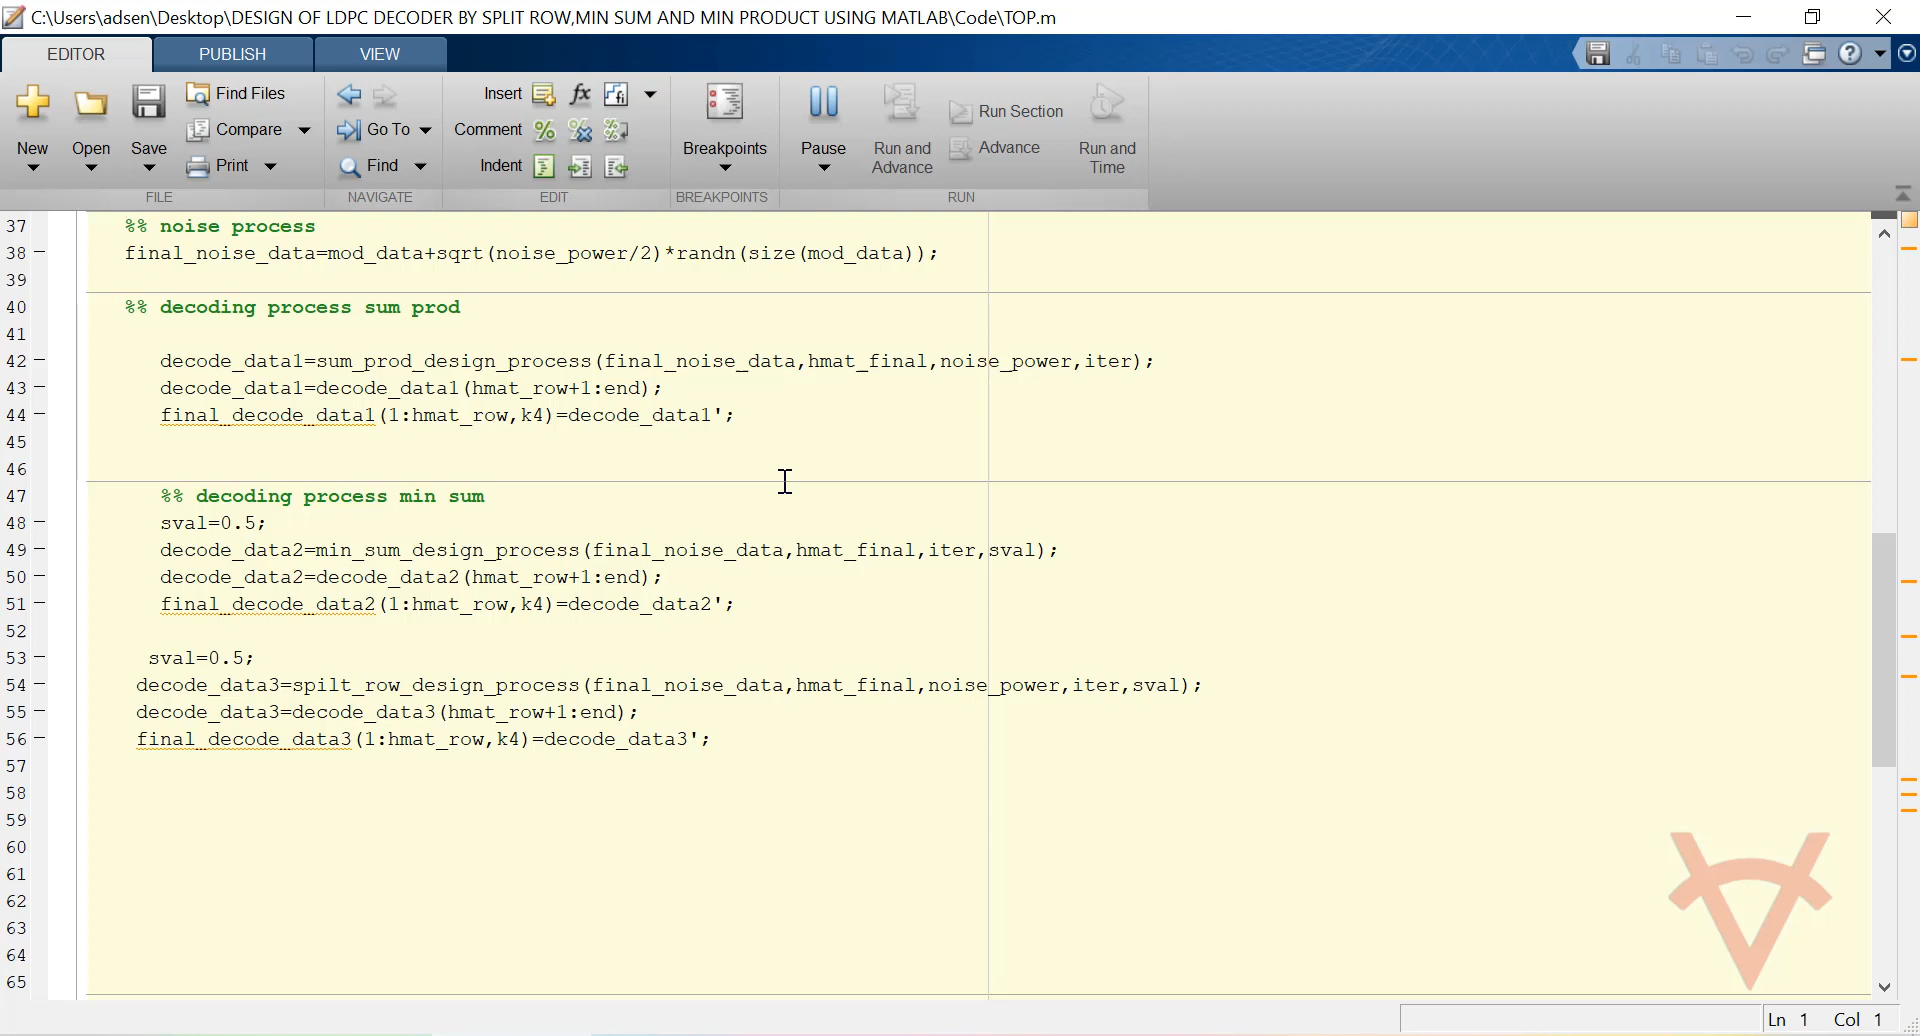 C:\Users\adsen\Desktop\DESIGN OF LDPC DECODER BY SPLIT ROW,MIN SUM AND MIN PRODUCT USING MATLAB\Code\TOP.m
EDITOR PUBLISH VIEW
New
Open
Save
Find Files
Compare
Print
FILE
Go To
Find
NAVIGATE
Insert
Comment
Indent
EDIT
Breakpoints
BREAKPOINTS
Pause
Run and
Advance
Run Section
Advance
Run and
Time
RUN
37 %% noise process
38 final_noise_data=mod_data+sqrt(noise_power/2)*randn(size(mod_data));
39
40 %% decoding process sum prod
41
42 decode_data1=sum_prod_design_process(final_noise_data,hmat_final,noise_power,iter);
43 decode_data1=decode_data1(hmat_row+1:end);
44 final_decode_data1(1:hmat_row,k4)=decode_data1';
45
46
47 %% decoding process min sum
48 sval=0.5;
49 decode_data2=min_sum_design_process(final_noise_data,hmat_final,iter,sval);
50 decode_data2=decode_data2(hmat_row+1:end);
51 final_decode_data2(1:hmat_row,k4)=decode_data2';
52
53 sval=0.5;
54 decode_data3=spilt_row_design_process(final_noise_data,hmat_final,noise_power,iter,sval);
55 decode_data3=decode_data3(hmat_row+1:end);
56 final_decode_data3(1:hmat_row,k4)=decode_data3';
57
58
59
60
61
62
63
64
65
Ln 1 Col 1